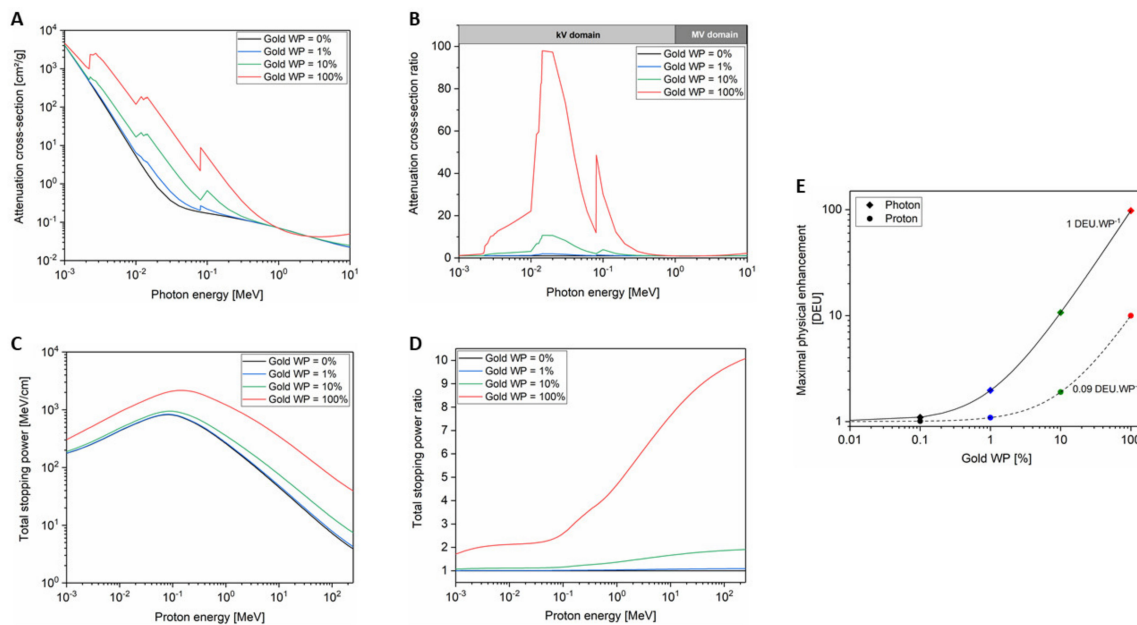 A
10⁴
10³
10²
10¹
10⁰
10⁻¹
10⁻²
Attenuation cross-section [cm²/g]
Gold WP = 0%
Gold WP = 1%
Gold WP = 10%
Gold WP = 100%
10⁻³ 10⁻² 10⁻¹ 10⁰ 10¹
Photon energy [MeV]
B
kV domain MV domain
100
80
60
40
20
0
Attenuation cross-section ratio
Gold WP = 0%
Gold WP = 1%
Gold WP = 10%
Gold WP = 100%
10⁻³ 10⁻² 10⁻¹ 10⁰ 10¹
Photon energy [MeV]
C
10⁴
10³
10²
10¹
10⁰
Total stopping power [MeV/cm]
Gold WP = 0%
Gold WP = 1%
Gold WP = 10%
Gold WP = 100%
10⁻³ 10⁻² 10⁻¹ 10⁰ 10¹ 10²
Proton energy [MeV]
D
10
9
8
7
6
5
4
3
2
1
Total stopping power ratio
Gold WP = 0%
Gold WP = 1%
Gold WP = 10%
Gold WP = 100%
10⁻³ 10⁻² 10⁻¹ 10⁰ 10¹ 10²
Proton energy [MeV]
E
Photon
Proton
100
10
1
Maximal physical enhancement
[DEU]
1 DEU.WP⁻¹
0.09 DEU.WP⁻
0.01 0.1 1 10 100
Gold WP [%]